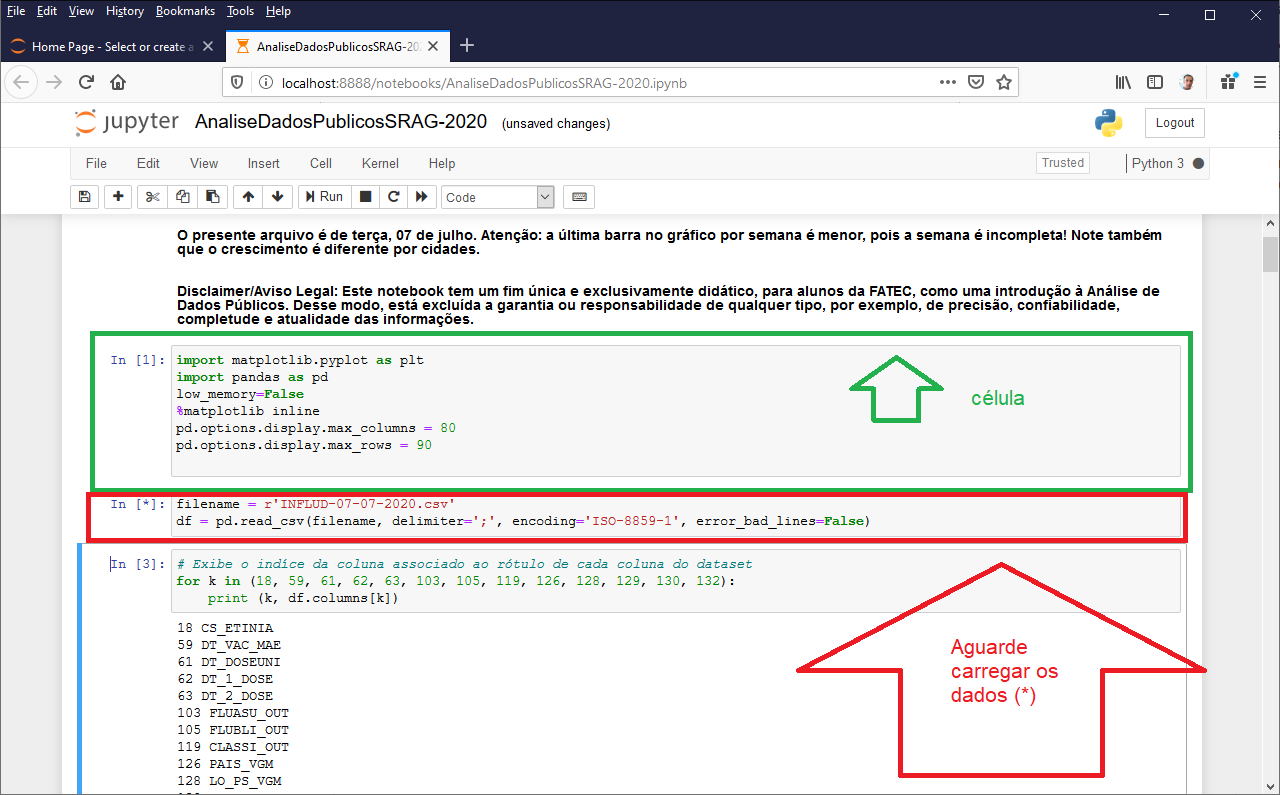 File Edit View History Bookmarks Tools Help
Home Page - Select or create a
AnaliseDadosPublicosSRAG-202
localhost:8888/notebooks/AnaliseDadosPublicosSRAG-2020.ipynb
jupyter AnaliseDadosPublicosSRAG-2020 (unsaved changes)
Logout
File Edit View Insert Cell Kernel Help
Trusted
Python 3
Run
Code
O presente arquivo é de terça, 07 de julho. Atenção: a última barra no gráfico por semana é menor, pois a semana é incompleta! Note também
que o crescimento é diferente por cidades.
Disclaimer/Aviso Legal: Este notebook tem um fim única e exclusivamente didático, para alunos da FATEC, como uma introdução à Análise de
Dados Públicos. Desse modo, está excluída a garantia ou responsabilidade de qualquer tipo, por exemplo, de precisão, confiabilidade,
completude e atualidade das informações.
In [1]: import matplotlib.pyplot as plt
import pandas as pd
low_memory=False
%matplotlib inline
pd.options.display.max_columns = 80
pd.options.display.max_rows = 90
célula
In [*]: filename = r'INFLUD-07-07-2020.csv'
df = pd.read_csv(filename, delimiter=';', encoding='ISO-8859-1', error_bad_lines=False)
In [3]: # Exibe o indíce da coluna associado ao rótulo de cada coluna do dataset
for k in (18, 59, 61, 62, 63, 103, 105, 119, 126, 128, 129, 130, 132):
    print (k, df.columns[k])
18 CS_ETINIA
59 DT_VAC_MAE
61 DT_DOSEUNI
62 DT_1_DOSE
63 DT_2_DOSE
103 FLUASU_OUT
105 FLUBLI_OUT
119 CLASSI_OUT
126 PAIS_VGM
128 LO_PS_VGM
Aguarde
carregar os
dados (*)